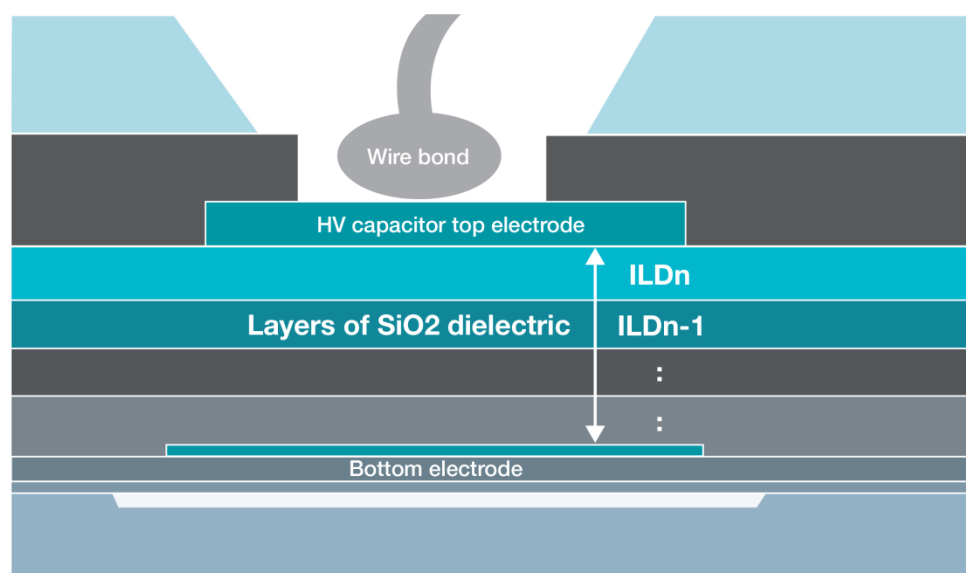 Wire bond
HV capacitor top electrode
ILDn
Layers of SiO2 dielectric
ILDn-1
:
:
Bottom electrode